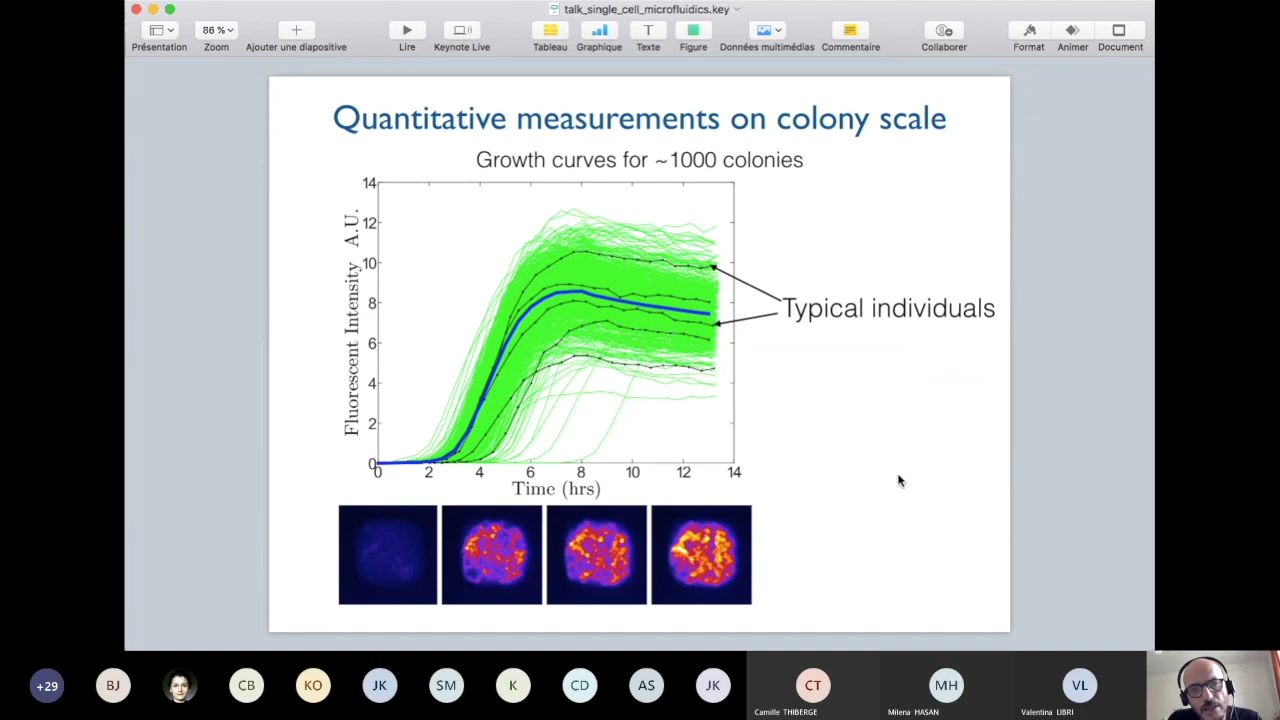 talk_single_cell_microfluidics.key
86 %
Présentation Zoom Ajouter une diapositive Lire Keynote Live Tableau Graphique Texte Figure Données multimédias Commentaire Collaborer Format Animer Document
Quantitative measurements on colony scale
Growth curves for ~1000 colonies
14
12
10
8
6
4
2
0
Fluorescent Intensity A.U.
0 2 4 6 8 10 12 14
Time (hrs)
Typical individuals
+29 BJ CB KO JK SM K CD AS JK CT MH VL
Camille THIBERGE Milena HASAN Valentina LIBRI